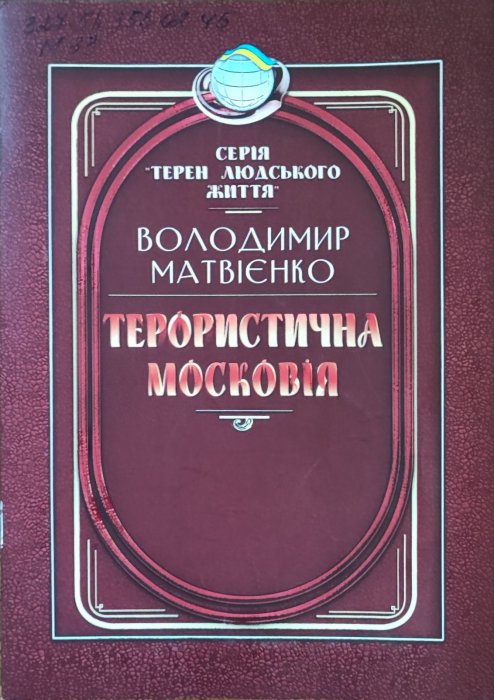 СЕРІЯ
"ТЕРЕН ЛЮДСЬКОГО
ЖИТТЯ"
ВОЛОДИМИР
МАТВІЄНКО
ТЕРОРИСТИЧНА
МОСКОВІЯ